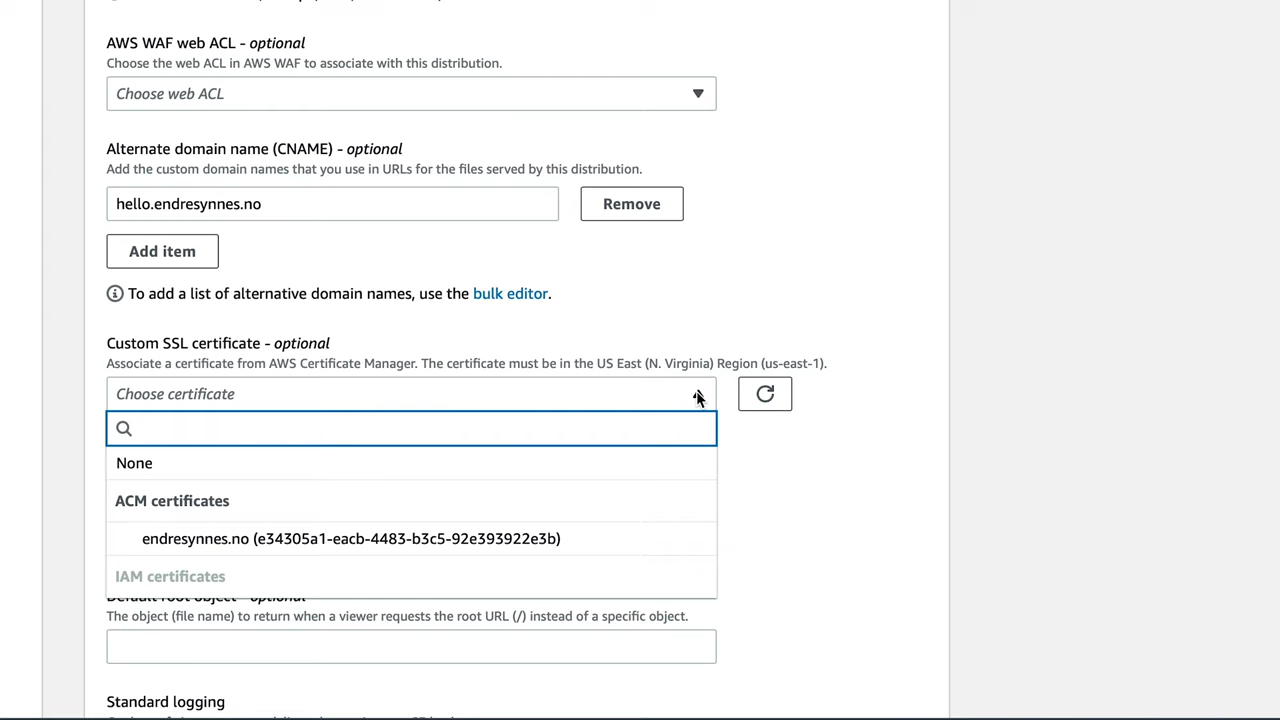 AWS WAF web ACL - optional
Choose the web ACL in AWS WAF to associate with this distribution.
Choose web ACL
Alternate domain name (CNAME) - optional
Add the custom domain names that you use in URLs for the files served by this distribution.
hello.endresynnes.no
Remove
Add item
To add a list of alternative domain names, use the bulk editor.
Custom SSL certificate - optional
Associate a certificate from AWS Certificate Manager. The certificate must be in the US East (N. Virginia) Region (us-east-1).
Choose certificate
None
ACM certificates
endresynnes.no (e34305a1-eacb-4483-b3c5-92e393922e3b)
IAM certificates
Default root object - optional
The object (file name) to return when a viewer requests the root URL (/) instead of a specific object.
Standard logging